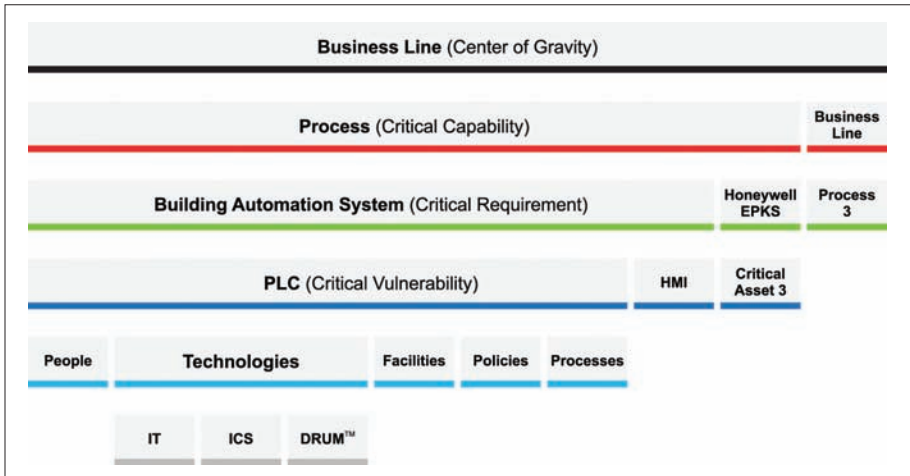 Business Line (Center of Gravity)
Process (Critical Capability)
Business
Line
Building Automation System (Critical Requirement)
Honeywell
EPKS
Process
3
PLC (Critical Vulnerability)
HMI
Critical
Asset 3
People
Technologies
Facilities
Policies
Processes
IT
ICS
DRUM™